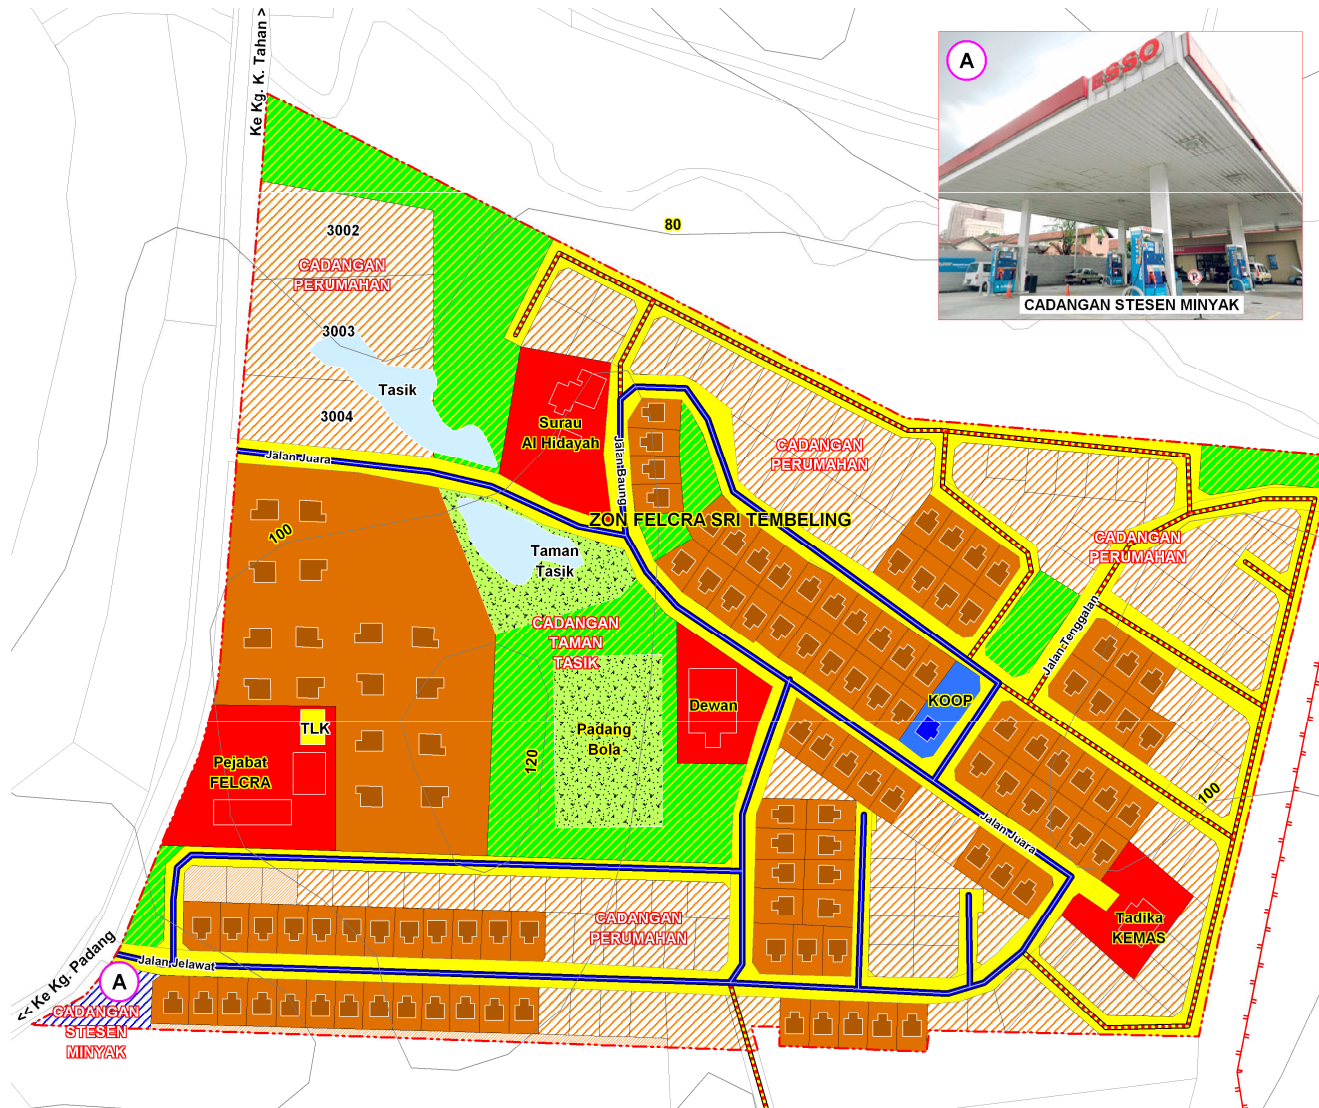 Ke Kg. K. Tahan >
A
ESSO
CADANGAN STESEN MINYAK
80
3002
CADANGAN
PERUMAHAN
3003
Tasik
3004
Surau
Al Hidayah
Jalan Baung
CADANGAN
PERUMAHAN
Jalan Juara
ZON FELCRA SRI TEMBELING
100
Taman
Tasik
CADANGAN
PERUMAHAN
CADANGAN
TAMAN
TASIK
Jalan Tenggalan
KOOP
Dewan
TLK
Padang
Bola
Pejabat
FELCRA
120
100
Jalan Juara
CADANGAN
PERUMAHAN
Tadika
KEMAS
<< Ke Kg. Padang
Jalan Jelawat
A
CADANGAN
STESEN
MINYAK